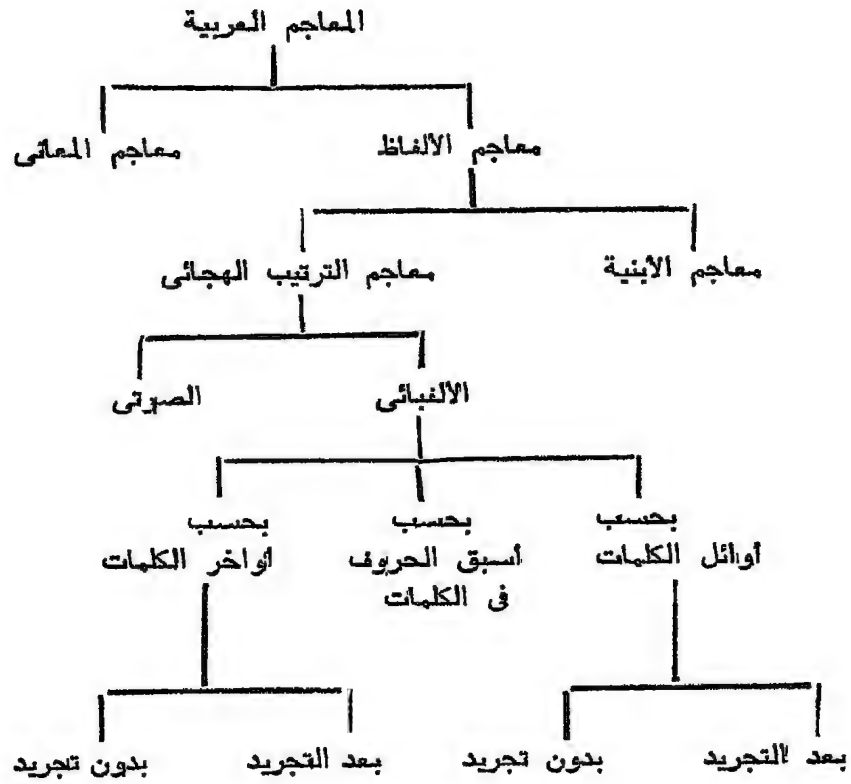 المعاجم العربية
معاجم الألفاظ
معاجم المعانى
معاجم الأبنية
معاجم الترتيب الهجائى
الألفبائى
الصوتى
بحسب
أوائل الكلمات
بحسب
أسبق الحروف
فى الكلمات
بحسب
أواخر الكلمات
بعد التجريد
بدون تجريد
بعد التجريد
بدون تجريد